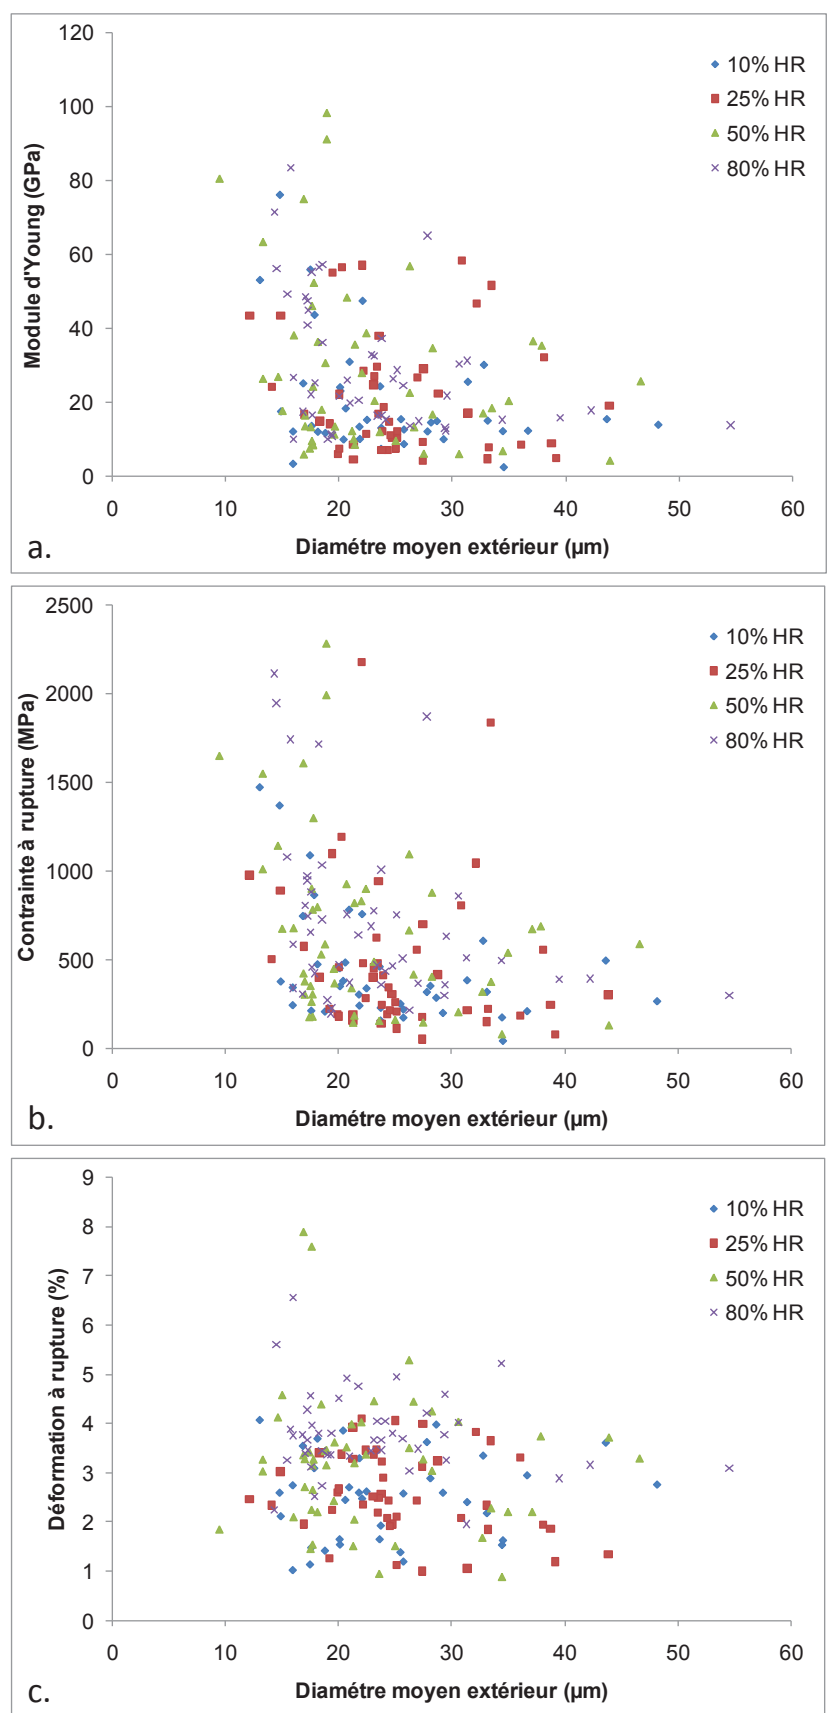 120
100
80
60
40
20
0
Module d'Young (GPa)
10% HR
25% HR
50% HR
80% HR
0 10 20 30 40 50 60
Diamétre moyen extérieur (µm)
a.
2500
2000
1500
1000
500
0
Contrainte à rupture (MPa)
10% HR
25% HR
50% HR
80% HR
0 10 20 30 40 50 60
Diamétre moyen extérieur (µm)
b.
9
8
7
6
5
4
3
2
1
0
Déformation à rupture (%)
10% HR
25% HR
50% HR
80% HR
0 10 20 30 40 50 60
Diamétre moyen extérieur (µm)
c.